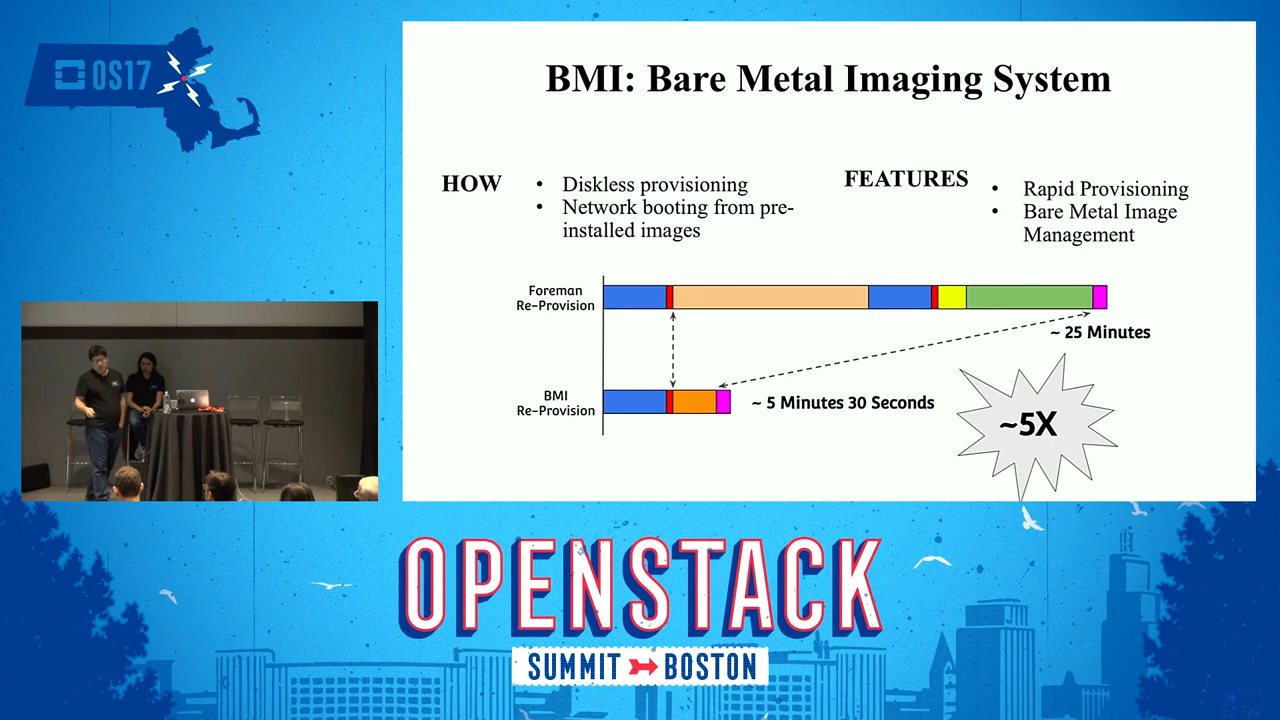 OS17
BMI: Bare Metal Imaging System
HOW
• Diskless provisioning
• Network booting from pre-
installed images
FEATURES
• Rapid Provisioning
• Bare Metal Image
Management
Foreman
Re-Provision
~ 25 Minutes
BMI
Re-Provision
~ 5 Minutes 30 Seconds
~5X
OPENSTACK
SUMMIT BOSTON